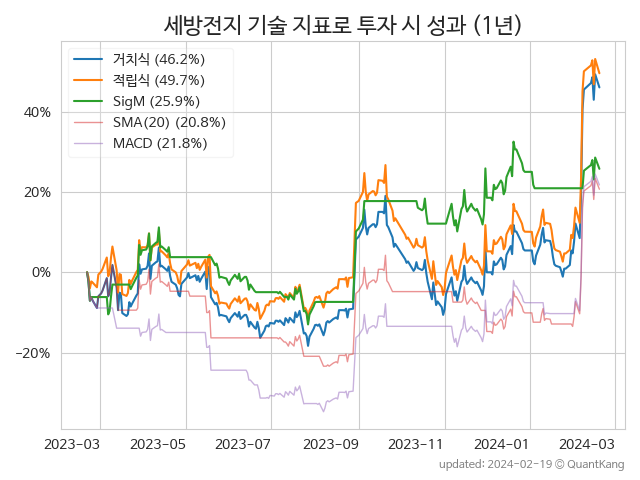 세방전지 기술 지표로 투자 시 성과 (1년)
거치식 (46.2%)
적립식 (49.7%)
SigM (25.9%)
SMA(20) (20.8%)
MACD (21.8%)
40%
20%
0%
−20%
2023-03 2023-05 2023-07 2023-09 2023-11 2024-01 2024-03
updated: 2024-02-19 © QuantKang